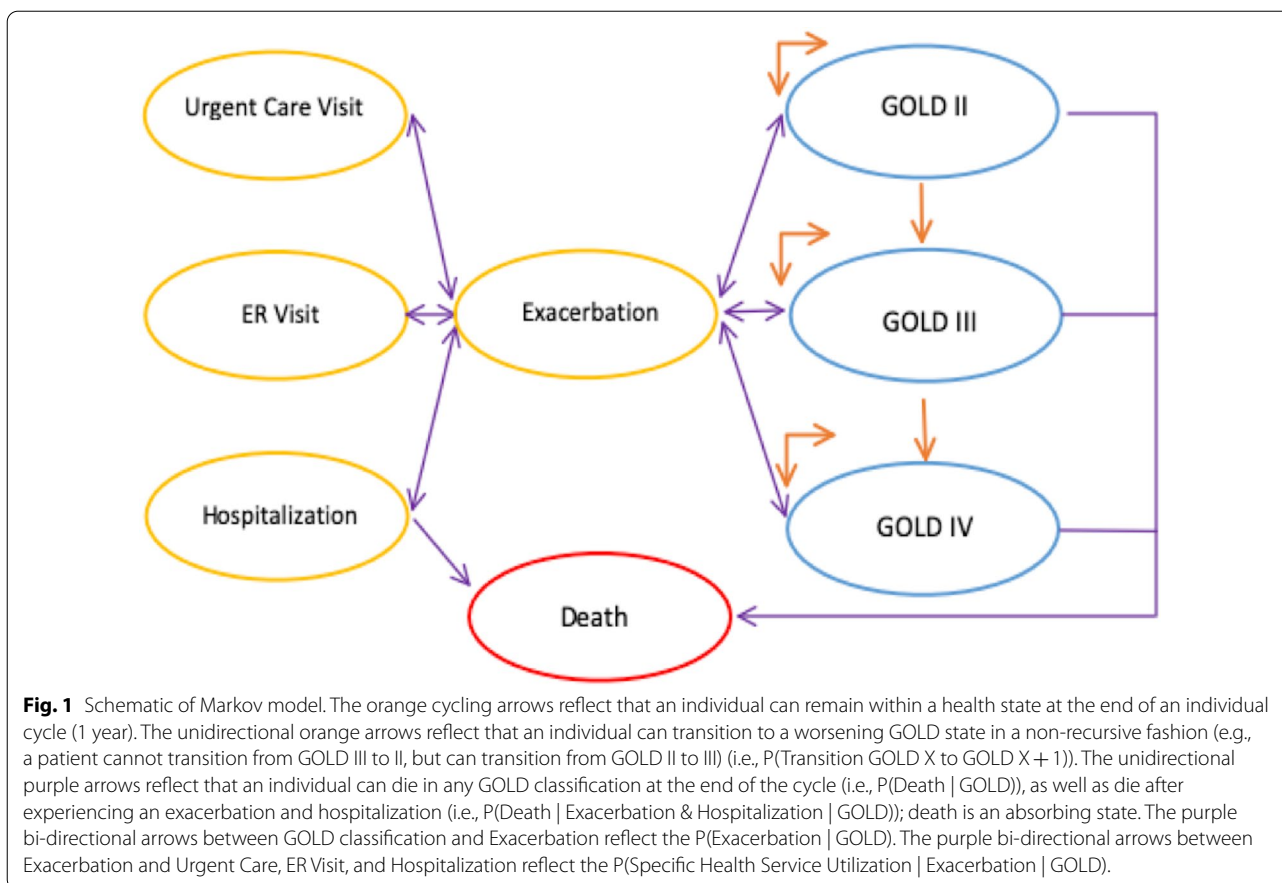 Urgent Care Visit
GOLD II
ER Visit
Exacerbation
GOLD III
Hospitalization
GOLD IV
Death
Fig. 1 Schematic of Markov model. The orange cycling arrows reflect that an individual can remain within a health state at the end of an individual
cycle (1 year). The unidirectional orange arrows reflect that an individual can transition to a worsening GOLD state in a non-recursive fashion (e.g.,
a patient cannot transition from GOLD III to II, but can transition from GOLD II to III) (i.e., P(Transition GOLD X to GOLD X + 1)). The unidirectional
purple arrows reflect that an individual can die in any GOLD classification at the end of the cycle (i.e., P(Death | GOLD)), as well as die after
experiencing an exacerbation and hospitalization (i.e., P(Death | Exacerbation & Hospitalization | GOLD)); death is an absorbing state. The purple
bi-directional arrows between GOLD classification and Exacerbation reflect the P(Exacerbation | GOLD). The purple bi-directional arrows between
Exacerbation and Urgent Care, ER Visit, and Hospitalization reflect the P(Specific Health Service Utilization | Exacerbation | GOLD).